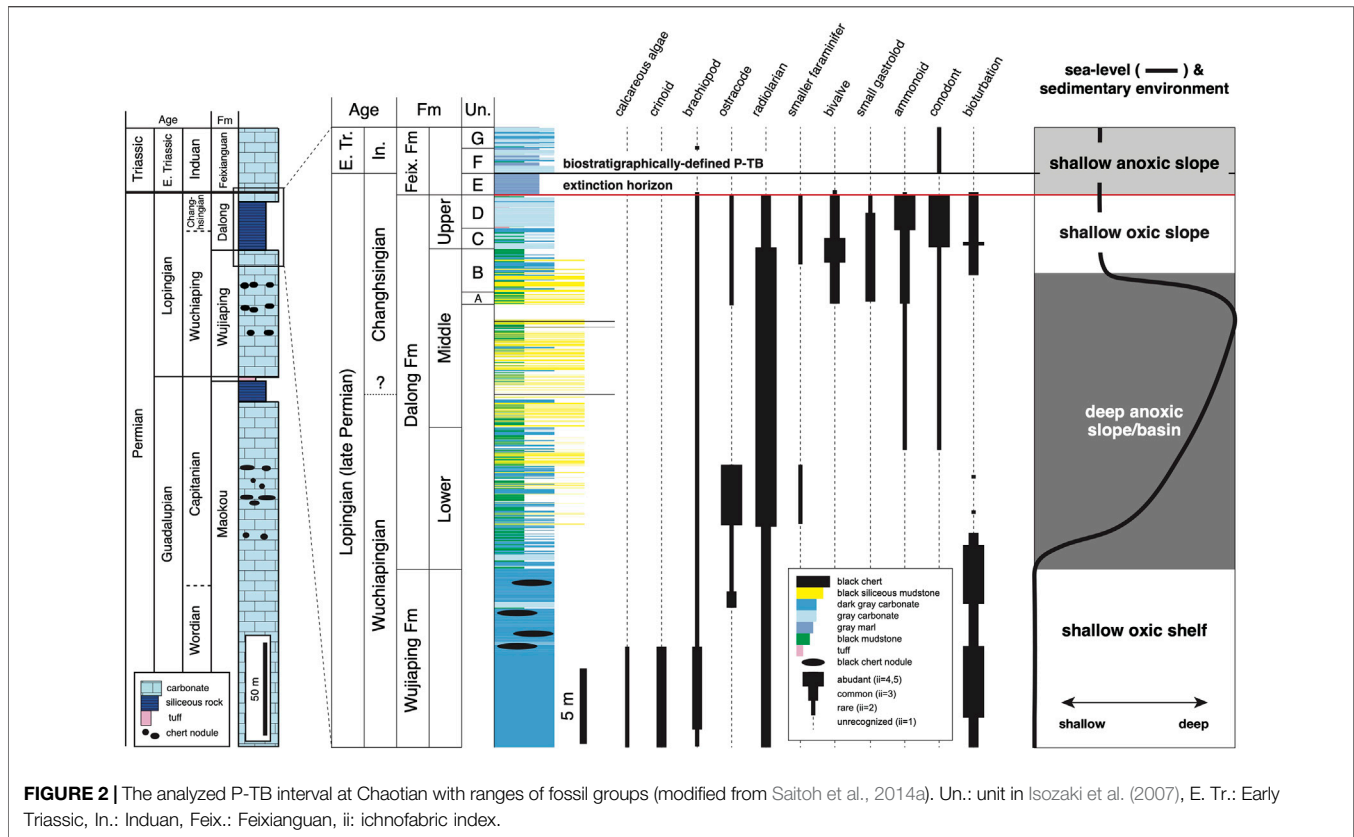 Age
Fm
Triassic
E. Triassic
Induan
Feixianguan
Permian
Lopingian
Chang-
hsingian
Dalong
Wuchiaping
Wujiaping
Guadalupian
Capitanian
Maokou
Wordian
carbonate
siliceous rock
tuff
chert nodule
50 m
Age
Fm
Un.
E. Tr.
In.
Feix. Fm
Lopingian (late Permian)
Changhsingian
?
Wuchiapingian
Dalong Fm
Upper
Middle
Lower
Wujiaping Fm
G
F
E
D
C
B
A
5 m
calcareous algae
crinoid
brachiopod
ostracode
radiolarian
smaller faraminifer
bivalve
small gastrolod
ammonoid
conodont
bioturbation
biostratigraphically-defined P-TB
extinction horizon
black chert
black siliceous mudstone
dark gray carbonate
gray carbonate
gray marl
black mudstone
tuff
black chert nodule
abudant (ii=4,5)
common (ii=3)
rare (ii=2)
unrecognized (ii=1)
sea-level ( — ) &
sedimentary environment
shallow anoxic slope
shallow oxic slope
deep anoxic
slope/basin
shallow oxic shelf
shallow
deep
FIGURE 2 | The analyzed P-TB interval at Chaotian with ranges of fossil groups (modified from Saitoh et al., 2014a). Un.: unit in Isozaki et al. (2007), E. Tr.: Early
Triassic, In.: Induan, Feix.: Feixianguan, ii: ichnofabric index.